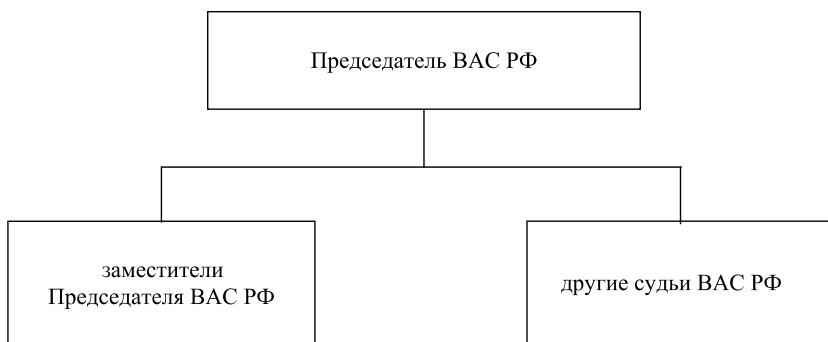 Председатель ВАС РФ
заместители
Председателя ВАС РФ
другие судьи ВАС РФ